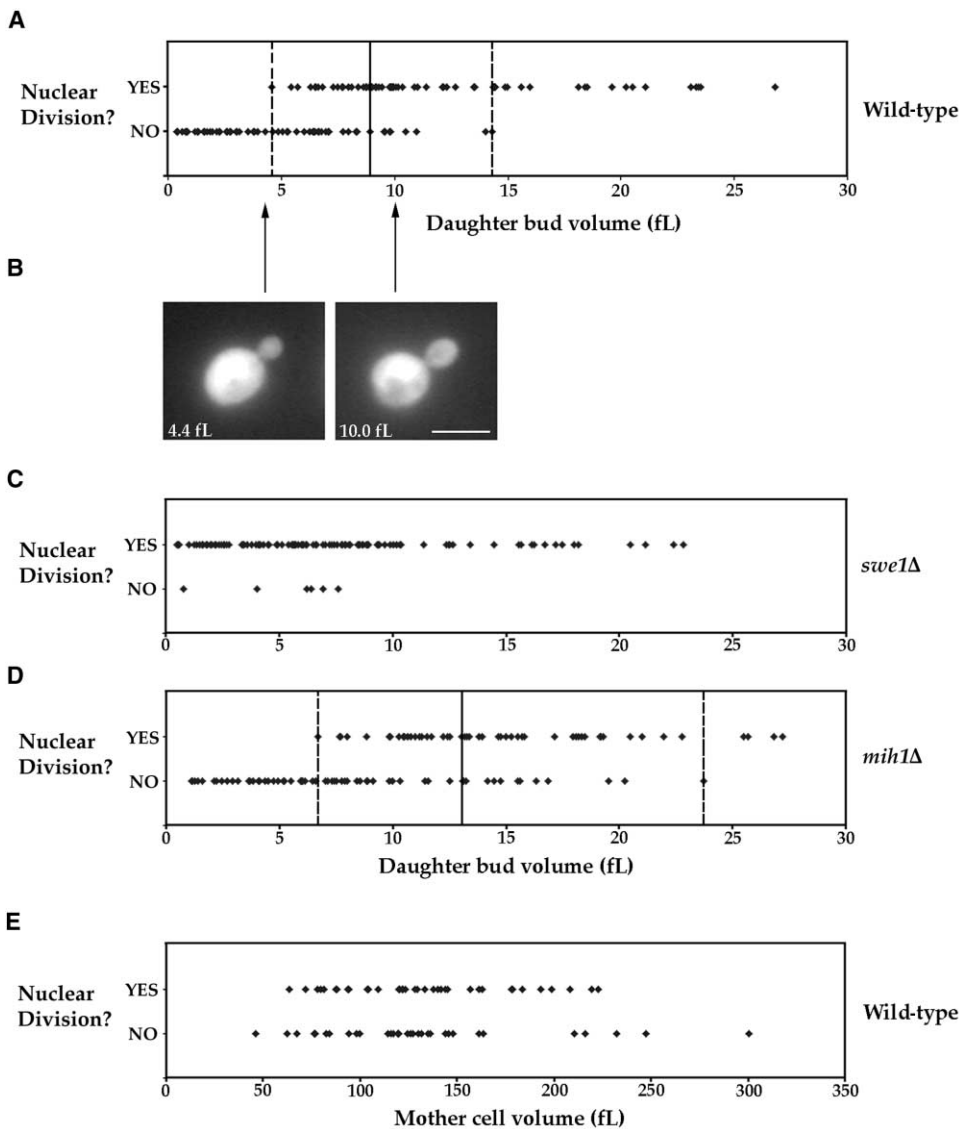 A
Nuclear
Division?
YES
NO
Wild-type
0 5 10 15 20 25 30
Daughter bud volume (fL)
B
4.4 fL 10.0 fL
C
Nuclear
Division?
YES
NO
swe1Δ
0 5 10 15 20 25 30
D
Nuclear
Division?
YES
NO
mih1Δ
0 5 10 15 20 25 30
Daughter bud volume (fL)
E
Nuclear
Division?
YES
NO
Wild-type
0 50 100 150 200 250 300 350
Mother cell volume (fL)